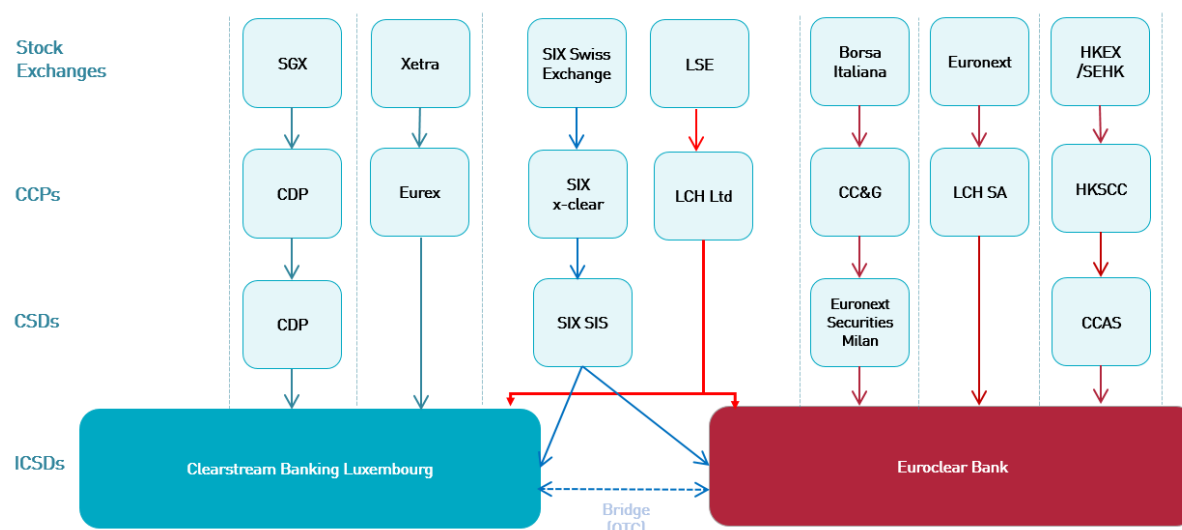 Stock
Exchanges
SGX
Xetra
SIX Swiss
Exchange
LSE
Borsa
Italiana
Euronext
HKEX
/SEHK
CCPs
CDP
Eurex
SIX
x-clear
LCH Ltd
CC&G
LCH SA
HKSCC
CSDs
CDP
SIX SIS
Euronext
Securities
Milan
CCAS
ICSDs
Clearstream Banking Luxembourg
Euroclear Bank
Bridge
(OTC)